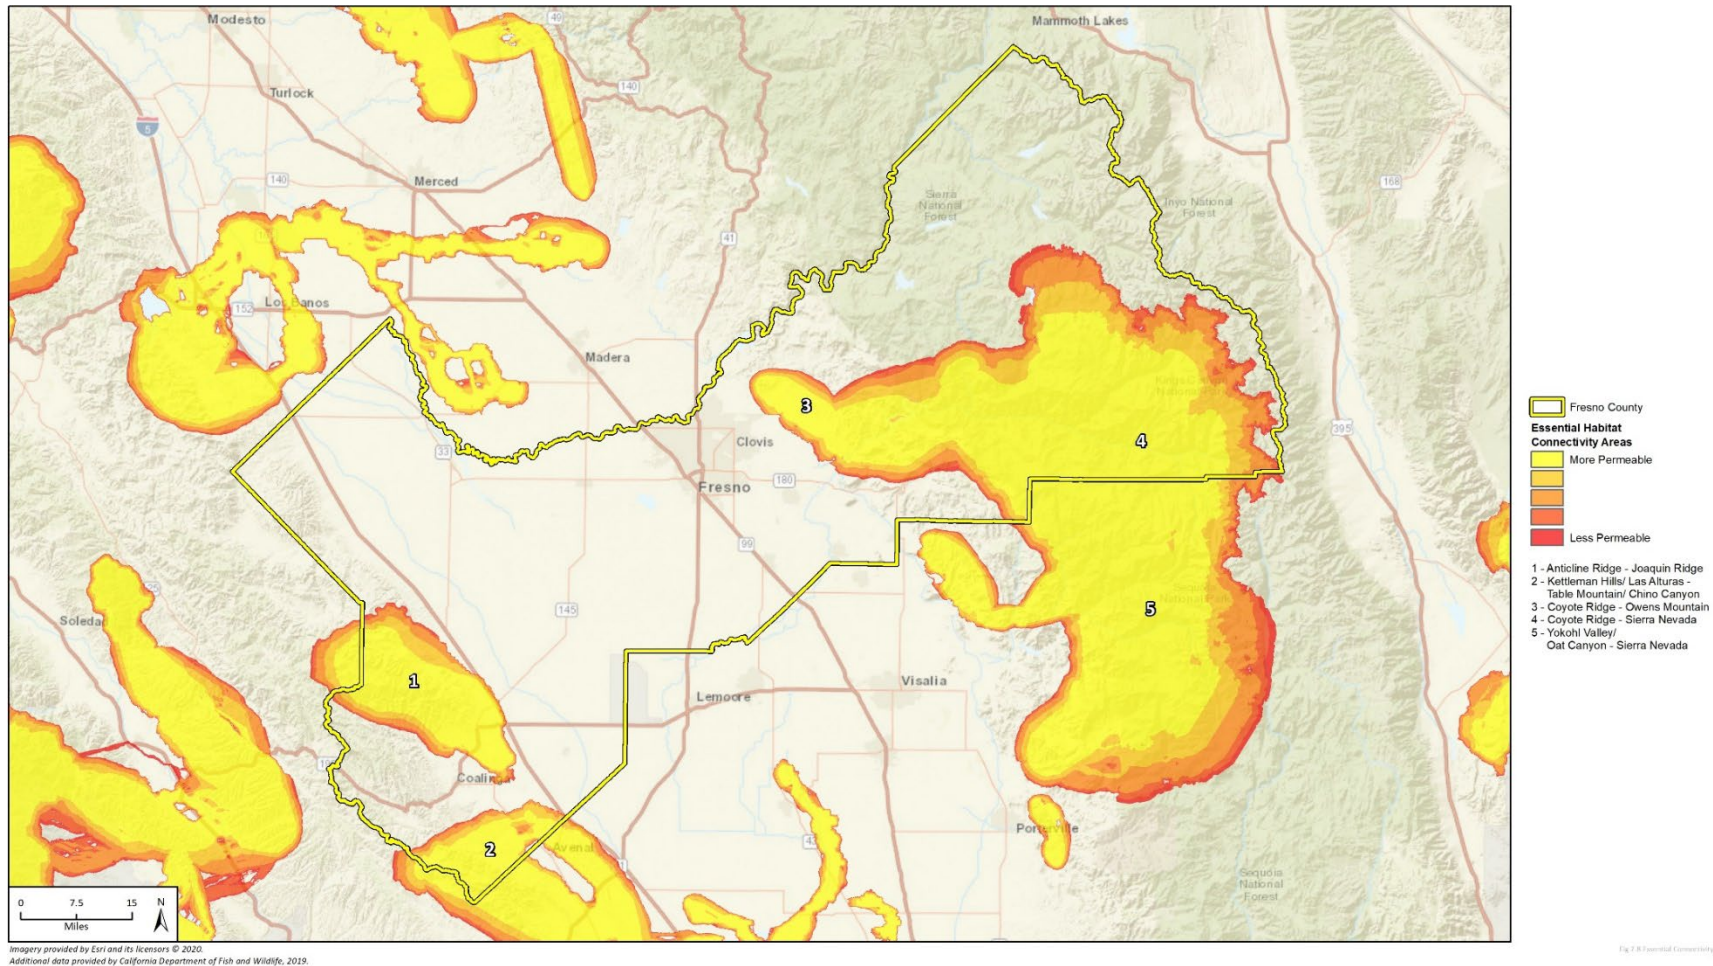 Modesto
49
Mammoth Lakes
140
Turlock
5
140
Merced
168
Sierra
National
Forest
Inyo National
Forest
41
Los Banos
152
Madera
3
Clovis
4
395
33
Fresno
180
99
145
5
Soledad
1
Visalia
Lemoore
Coalinga
2
Avenal
Porterville
Sequoia
National
Forest
0 7.5 15
Miles
N
Fresno County
Essential Habitat
Connectivity Areas
More Permeable
Less Permeable
1 - Anticline Ridge - Joaquin Ridge
2 - Kettleman Hills/ Las Alturas -
Table Mountain/ Chino Canyon
3 - Coyote Ridge - Owens Mountain
4 - Coyote Ridge - Sierra Nevada
5 - Yokohl Valley/
Oat Canyon - Sierra Nevada
Imagery provided by Esri and its licensors © 2020.
Additional data provided by California Department of Fish and Wildlife, 2019.